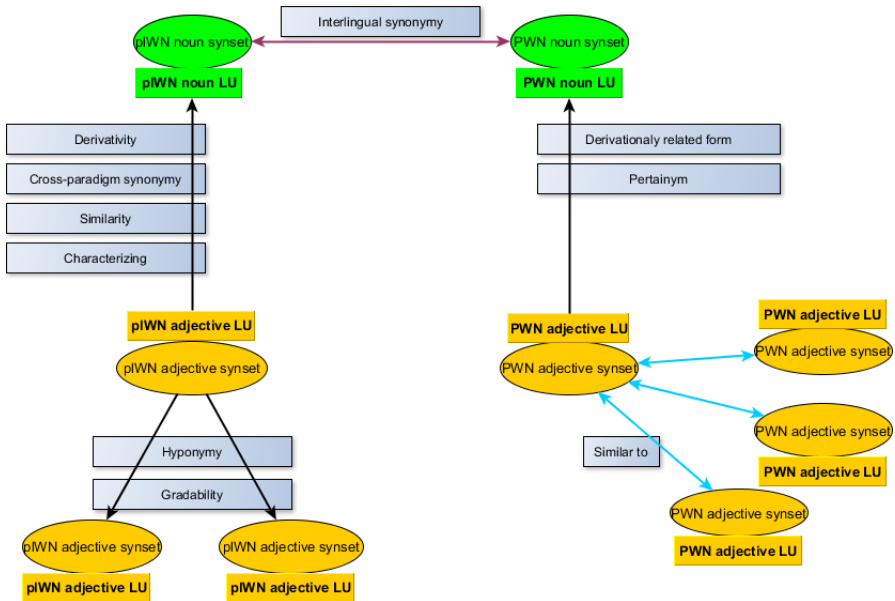 Interlingual synonymy
plWN noun synset
PWN noun synset
plWN noun LU
PWN noun LU
Derivativity
Derivationaly related form
Cross-paradigm synonymy
Pertainym
Similarity
Characterizing
plWN adjective LU
PWN adjective LU
PWN adjective LU
plWN adjective synset
PWN adjective synset
PWN adjective synset
PWN adjective synset
PWN adjective LU
Hyponymy
Similar to
Gradability
PWN adjective synset
PWN adjective LU
plWN adjective synset
plWN adjective synset
plWN adjective LU
plWN adjective LU